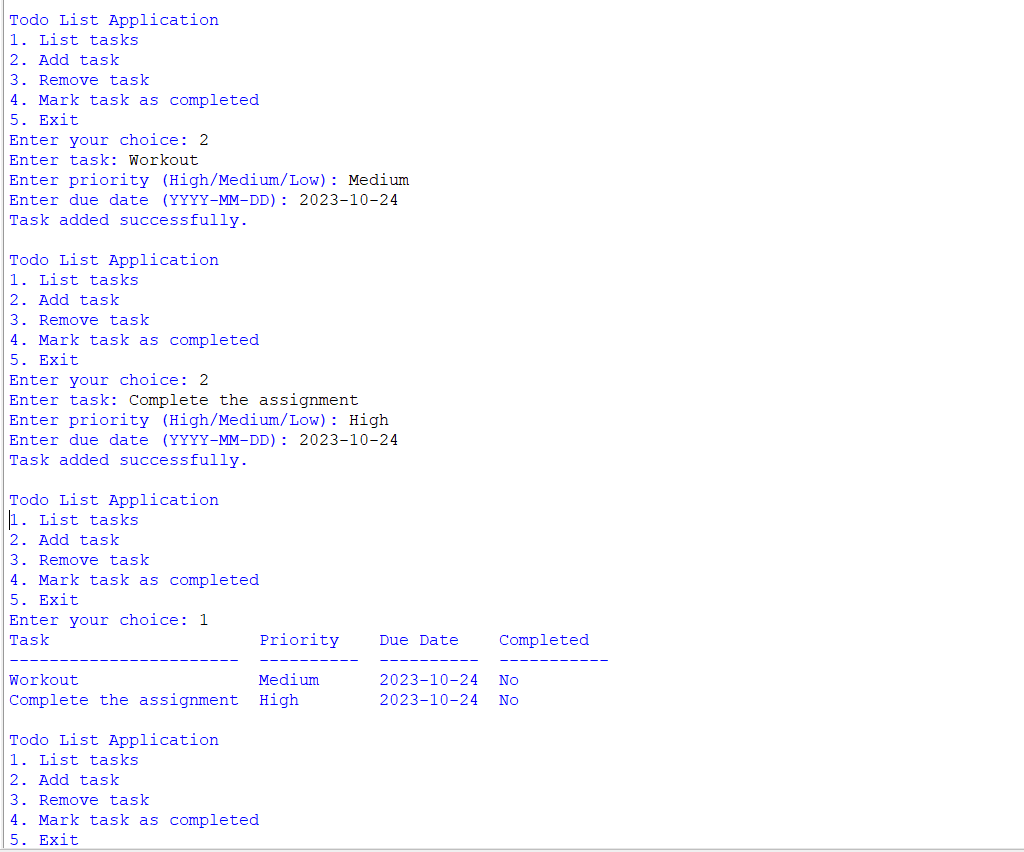 Todo List Application
1. List tasks
2. Add task
3. Remove task
4. Mark task as completed
5. Exit
Enter your choice: 2
Enter task: Workout
Enter priority (High/Medium/Low): Medium
Enter due date (YYYY-MM-DD): 2023-10-24
Task added successfully.

Todo List Application
1. List tasks
2. Add task
3. Remove task
4. Mark task as completed
5. Exit
Enter your choice: 2
Enter task: Complete the assignment
Enter priority (High/Medium/Low): High
Enter due date (YYYY-MM-DD): 2023-10-24
Task added successfully.

Todo List Application
1. List tasks
2. Add task
3. Remove task
4. Mark task as completed
5. Exit
Enter your choice: 1
Task                     Priority    Due Date    Completed
-----------------------  ----------  ----------  -----------
Workout                  Medium      2023-10-24  No
Complete the assignment  High        2023-10-24  No

Todo List Application
1. List tasks
2. Add task
3. Remove task
4. Mark task as completed
5. Exit